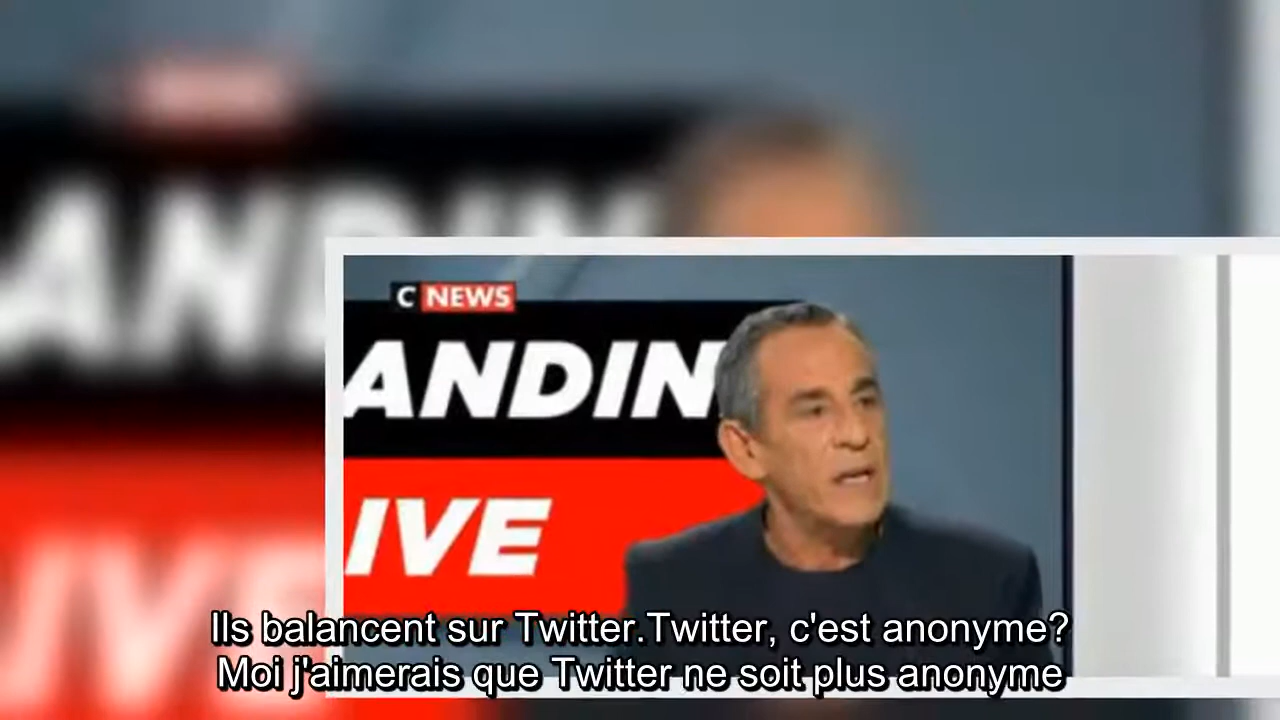 C NEWS
ANDIN
IVE
Ils balancent sur Twitter.Twitter, c'est anonyme?
Moi j'aimerais que Twitter ne soit plus anonyme